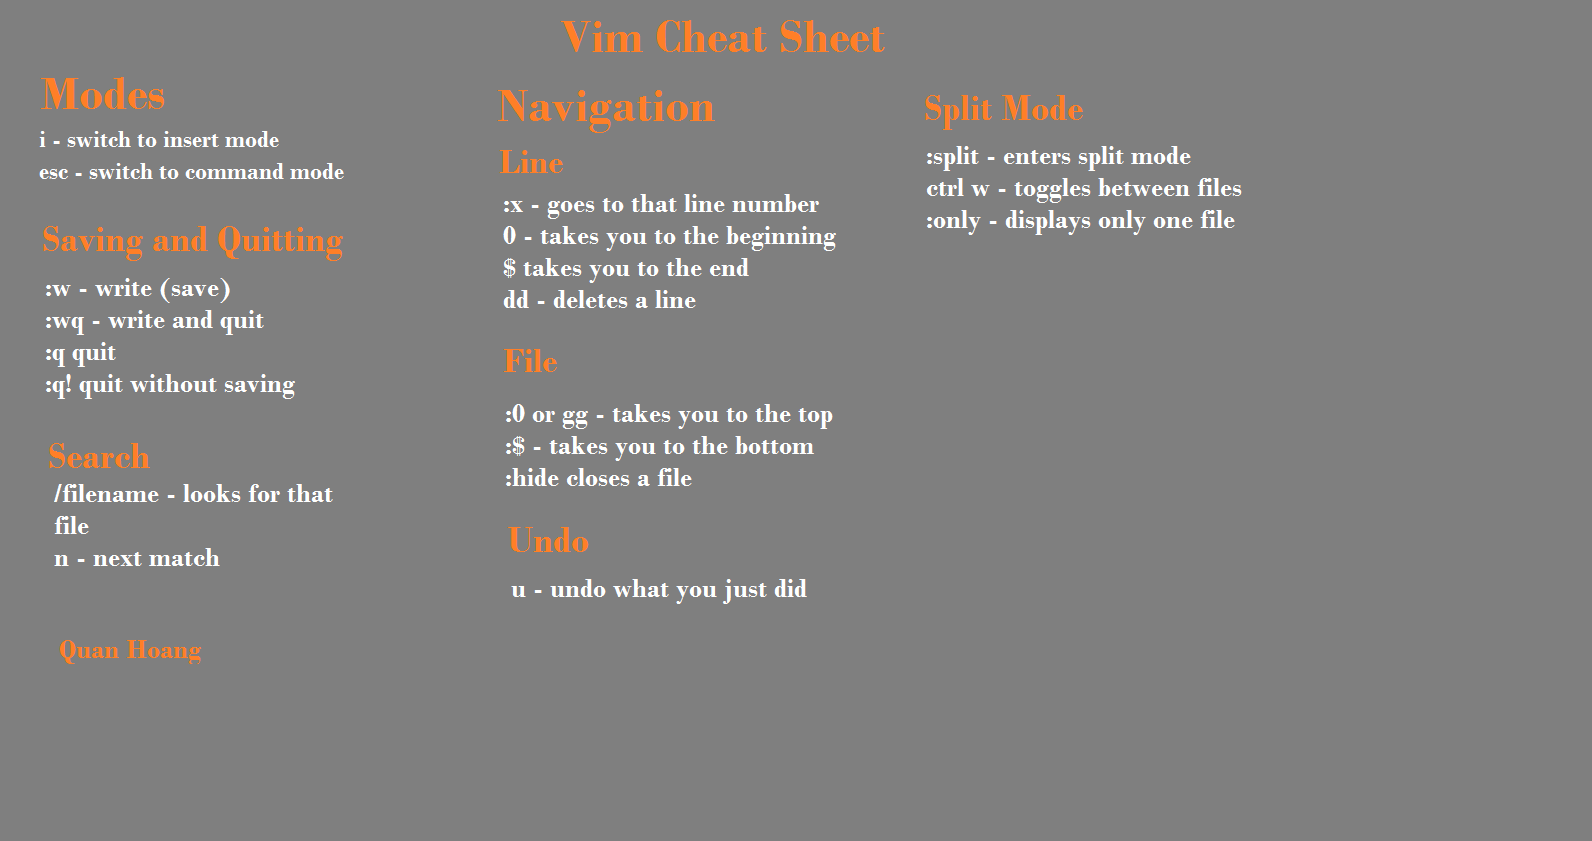 Vim Cheat Sheet
Modes
i - switch to insert mode
esc - switch to command mode
Saving and Quitting
:w - write (save)
:wq - write and quit
:q quit
:q! quit without saving
Search
/filename - looks for that
file
n - next match
Quan Hoang
Navigation
Line
:x - goes to that line number
0 - takes you to the beginning
$ takes you to the end
dd - deletes a line
File
:0 or gg - takes you to the top
:$ - takes you to the bottom
:hide closes a file
Undo
u - undo what you just did
Split Mode
:split - enters split mode
ctrl w - toggles between files
:only - displays only one file